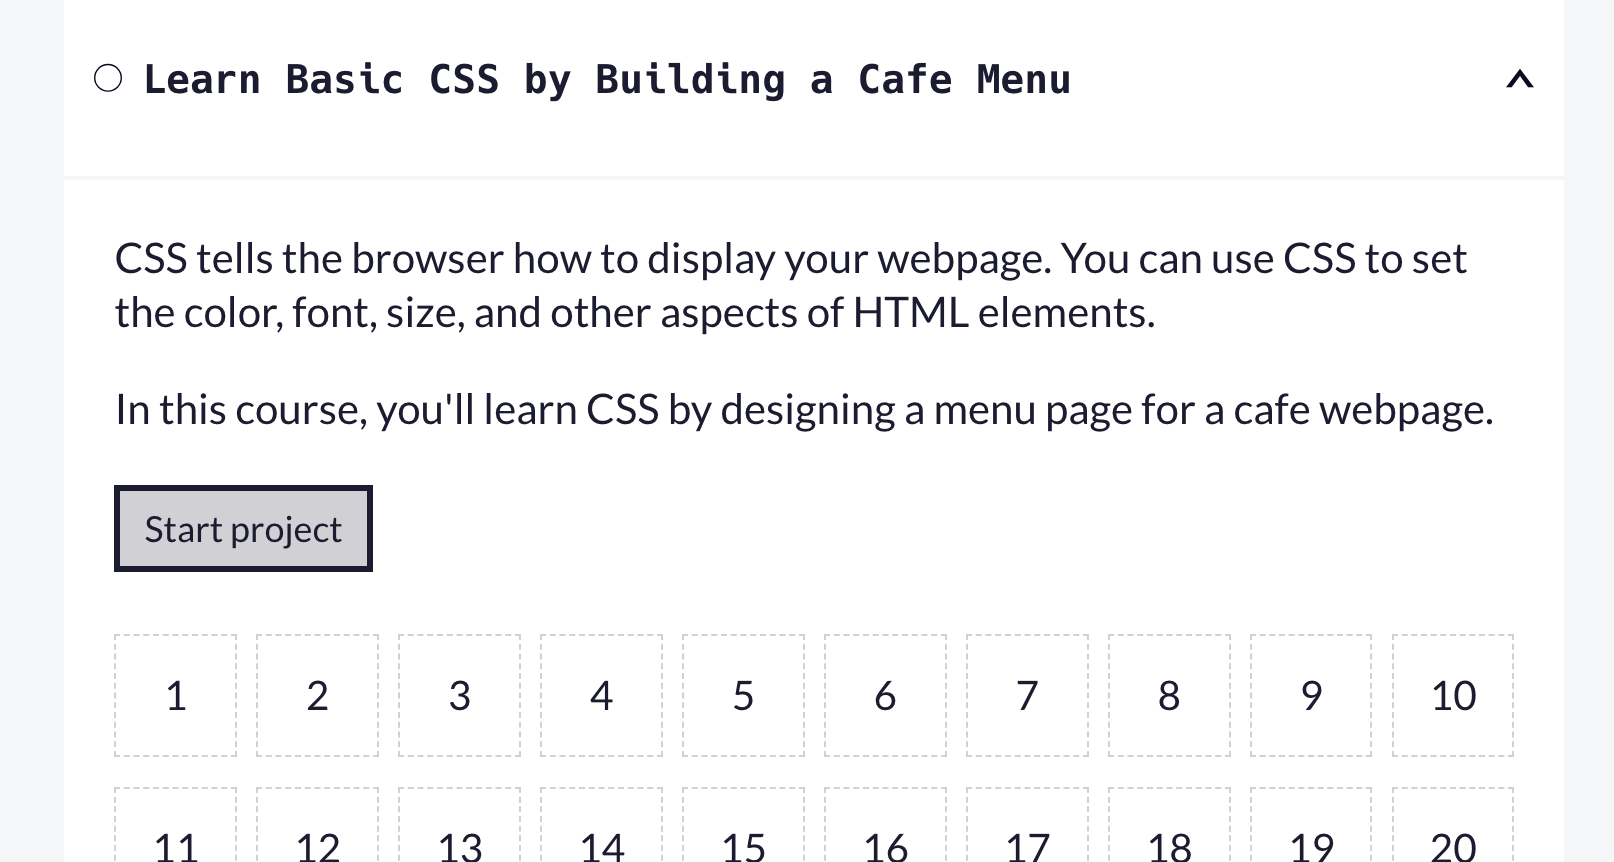 Learn Basic CSS by Building a Cafe Menu
CSS tells the browser how to display your webpage. You can use CSS to set
the color, font, size, and other aspects of HTML elements.
In this course, you'll learn CSS by designing a menu page for a cafe webpage.
Start project
1 2 3 4 5 6 7 8 9 10
11 12 13 14 15 16 17 18 19 20